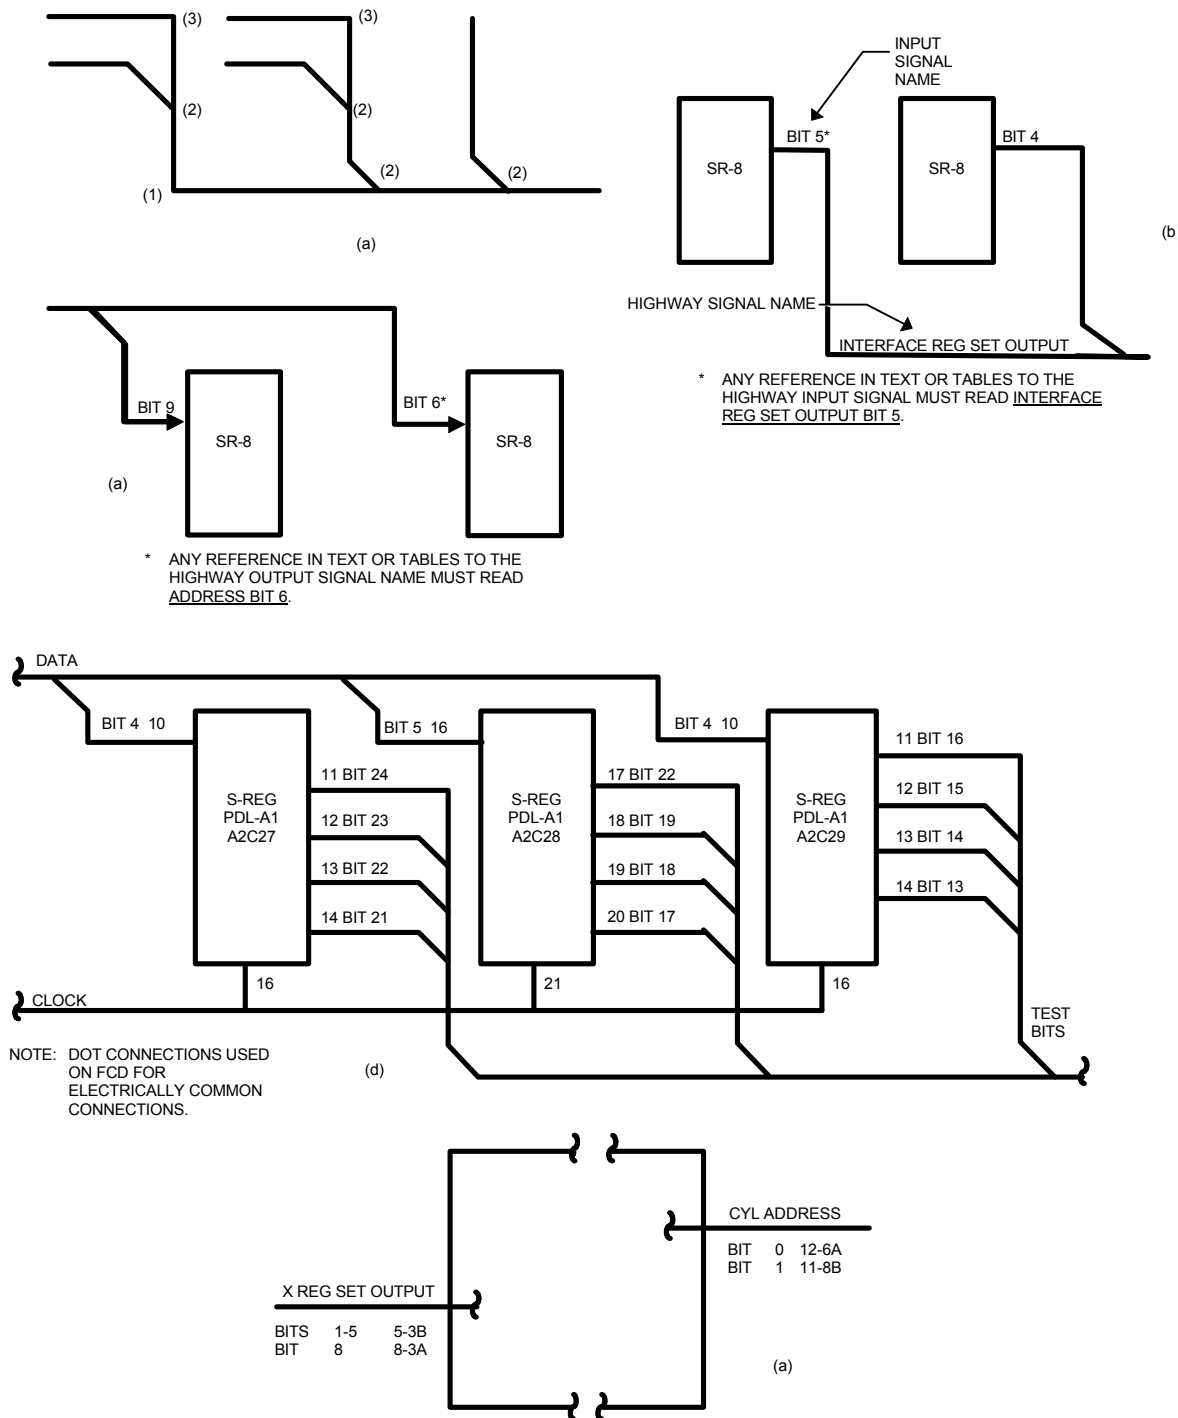 (3)
(3)
(2)
(2)
(2)
(2)
(1)
(a)
INPUT
SIGNAL
NAME
BIT 5*
BIT 4
SR-8
SR-8
(b)
HIGHWAY SIGNAL NAME
INTERFACE REG SET OUTPUT
* ANY REFERENCE IN TEXT OR TABLES TO THE
HIGHWAY INPUT SIGNAL MUST READ INTERFACE
REG SET OUTPUT BIT 5.
BIT 9
BIT 6*
SR-8
SR-8
(a)
* ANY REFERENCE IN TEXT OR TABLES TO THE
HIGHWAY OUTPUT SIGNAL NAME MUST READ
ADDRESS BIT 6.
DATA
BIT 4 10
S-REG
PDL-A1
A2C27
11 BIT 24
12 BIT 23
13 BIT 22
14 BIT 21
16
BIT 5 16
S-REG
PDL-A1
A2C28
17 BIT 22
18 BIT 19
19 BIT 18
20 BIT 17
21
BIT 4 10
S-REG
PDL-A1
A2C29
11 BIT 16
12 BIT 15
13 BIT 14
14 BIT 13
16
CLOCK
TEST
BITS
NOTE: DOT CONNECTIONS USED
ON FCD FOR
ELECTRICALLY COMMON
CONNECTIONS.
(d)
CYL ADDRESS
BIT 0 12-6A
BIT 1 11-8B
X REG SET OUTPUT
BITS 1-5 5-3B
BIT 8 8-3A
(a)